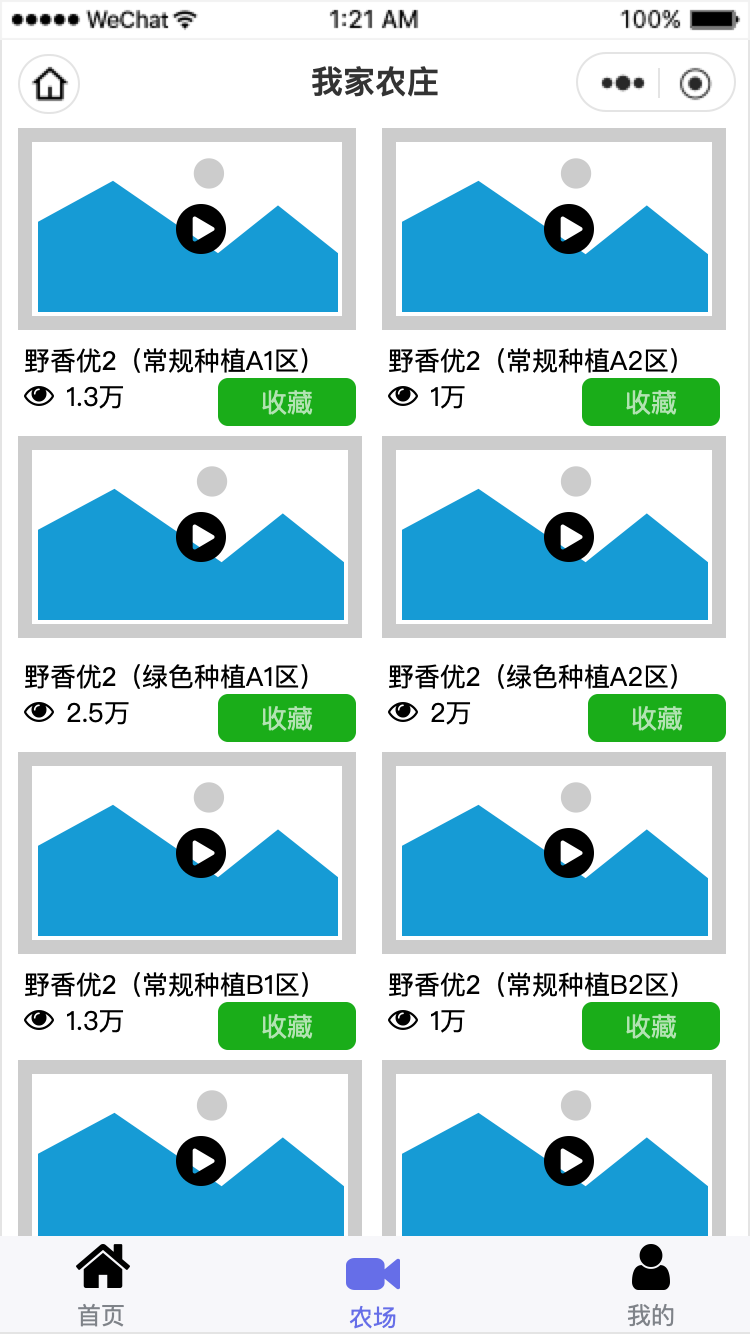 WeChat 1:21 AM 100%
我家农庄
野香优2（常规种植A1区） 野香优2（常规种植A2区）
1.3万 收藏 1万 收藏
野香优2（绿色种植A1区） 野香优2（绿色种植A2区）
2.5万 收藏 2万 收藏
野香优2（常规种植B1区） 野香优2（常规种植B2区）
1.3万 收藏 1万 收藏
首页 农场 我的